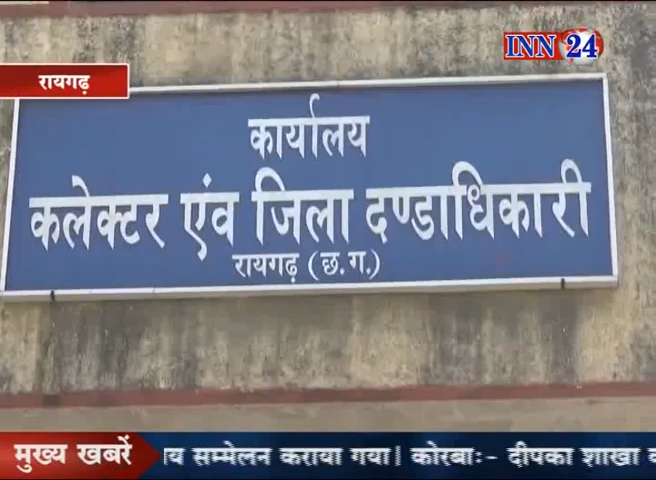 INN 24
रायगढ़
कार्यालय
कलेक्टर एंव जिला दण्डाधिकारी
रायगढ़ (छ.ग.)
मुख्य खबरें
य सम्मेलन कराया गया। कोरबाः- दीपका शाखा